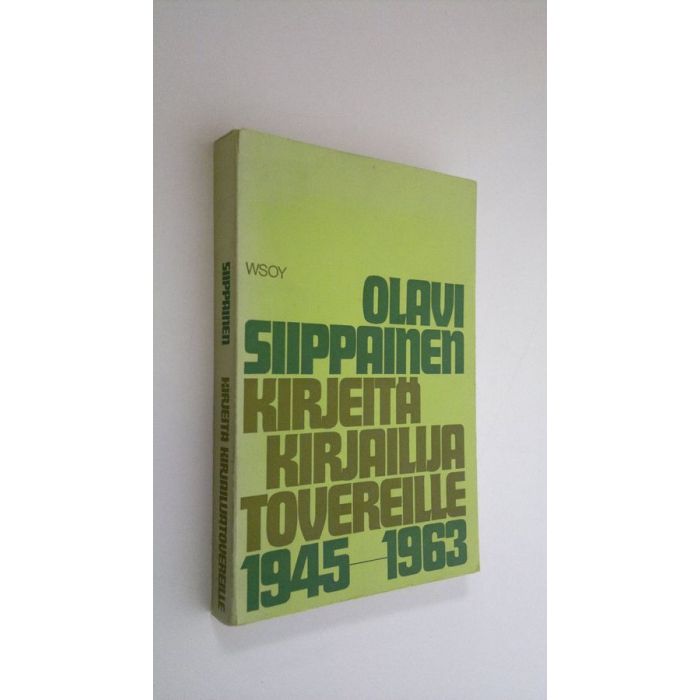 WSOY
OLAVI
SIIPPAINEN
KIRJEITÄ
KIRJAILIJA
TOVEREILLE
1945—1963
SIIPPAINEN KIRJEITÄ KIRJAILIJATOVEREILLE